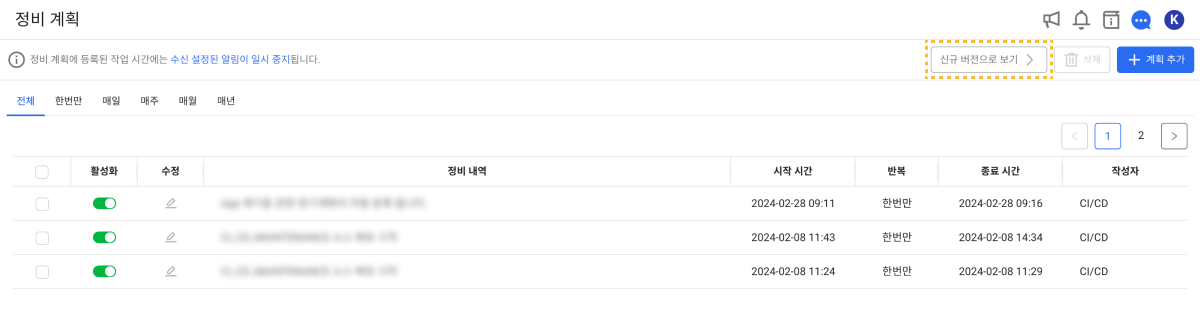 정비 계획
K
정비 계획에 등록된 작업 시간에는 수신 설정된 알림이 일시 중지됩니다.
신규 버전으로 보기
삭제
계획 추가
전체 한번만 매일 매주 매월 매년
1 2
활성화 수정 정비 내역 시작 시간 반복 종료 시간 작성자
2024-02-28 09:11 한번만 2024-02-28 09:16 CI/CD
2024-02-08 11:43 한번만 2024-02-08 14:34 CI/CD
2024-02-08 11:24 한번만 2024-02-08 11:29 CI/CD